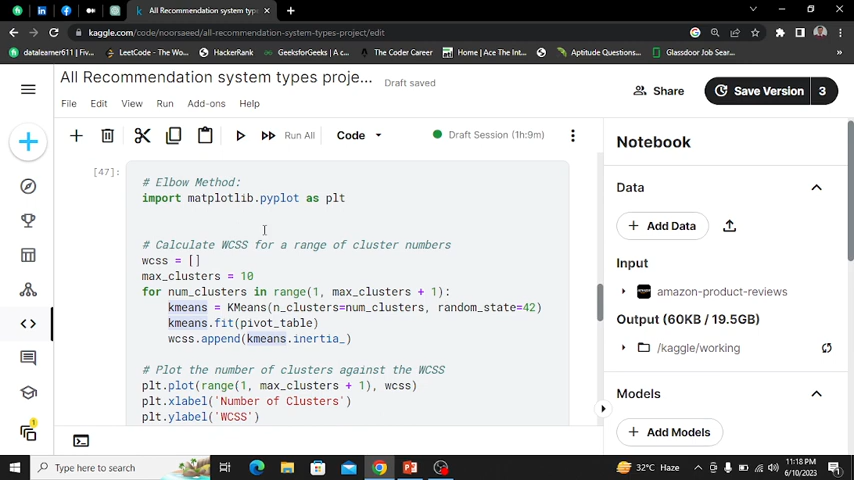 All Recommendation system typ
kaggle.com/code/noorsaeed/all-recommendation-system-types-project/edit
datalearner611 | Fiv...
LeetCode - The Wo...
HackerRank
GeeksforGeeks | A c...
The Coder Career
Home | Ace The Int...
Aptitude Questions...
Glassdoor Job Sear...
»
All Recommendation system types proje...
Draft saved
Share
Save Version
3
File
Edit
View
Run
Add-ons
Help
Run All
Code
Draft Session (1h:9m)
Notebook
[47]:
# Elbow Method:
import matplotlib.pyplot as plt
# Calculate WCSS for a range of cluster numbers
wcss = []
max_clusters = 10
for num_clusters in range(1, max_clusters + 1):
kmeans = KMeans(n_clusters=num_clusters, random_state=42)
kmeans.fit(pivot_table)
wcss.append(kmeans.inertia_)
# Plot the number of clusters against the WCSS
plt.plot(range(1, max_clusters + 1), wcss)
plt.xlabel('Number of Clusters')
plt.ylabel('WCSS')
Data
+ Add Data
Input
amazon-product-reviews
Output (60KB / 19.5GB)
/kaggle/working
Models
+ Add Models
1
Type here to search
32°C Haze
11:18 PM
6/10/2023